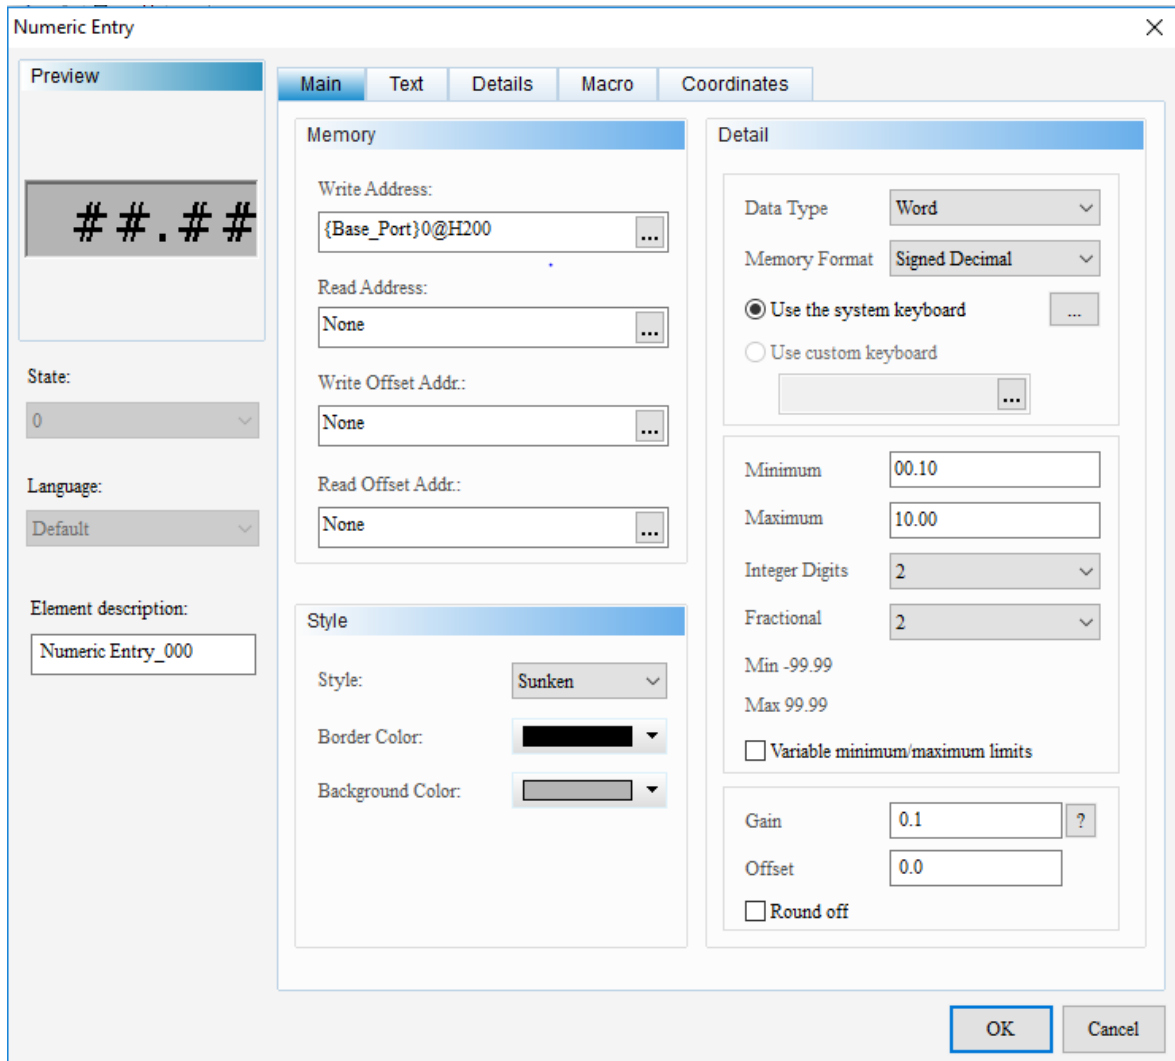 Numeric Entry
Preview
##.##
State:
0
Language:
Default
Element description:
Numeric Entry_000
Main
Text
Details
Macro
Coordinates
Memory
Write Address:
{Base_Port}0@H200
...
Read Address:
None
...
Write Offset Addr.:
None
...
Read Offset Addr.:
None
...
Style
Style:
Sunken
Border Color:
Background Color:
Detail
Data Type
Word
Memory Format
Signed Decimal
Use the system keyboard
...
Use custom keyboard
...
Minimum
00.10
Maximum
10.00
Integer Digits
2
Fractional
2
Min -99.99
Max 99.99
Variable minimum/maximum limits
Gain
0.1
?
Offset
0.0
Round off
OK
Cancel